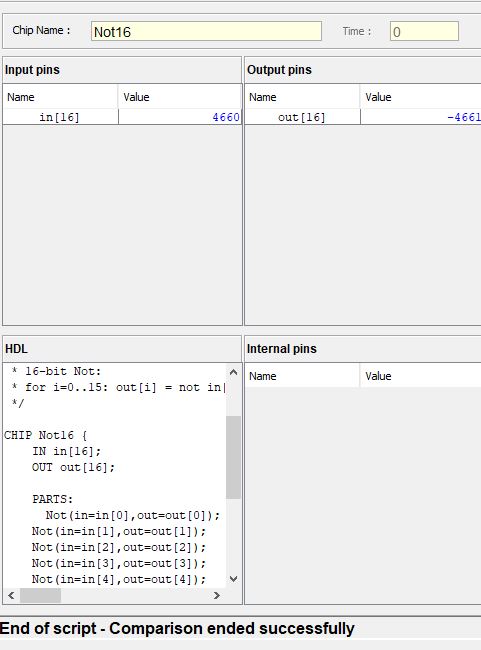 Chip Name : Not16 Time : 0
Input pins Output pins
Name Value Name Value
in[16] 4660 out[16] -4661
HDL Internal pins
* 16-bit Not: Name Value
* for i=0..15: out[i] = not in[
*/
CHIP Not16 {
IN in[16];
OUT out[16];
PARTS:
Not(in=in[0],out=out[0]);
Not(in=in[1],out=out[1]);
Not(in=in[2],out=out[2]);
Not(in=in[3],out=out[3]);
Not(in=in[4],out=out[4]);
End of script - Comparison ended successfully